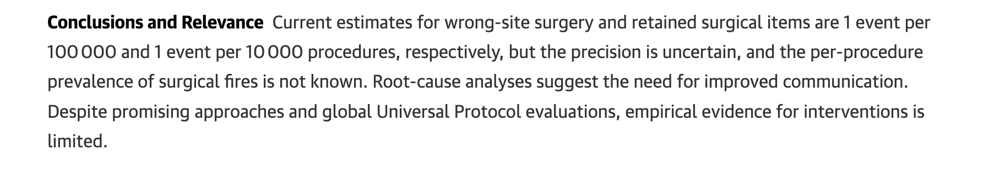 Conclusions and Relevance Current estimates for wrong-site surgery and retained surgical items are 1 event per
100 000 and 1 event per 10 000 procedures, respectively, but the precision is uncertain, and the per-procedure
prevalence of surgical fires is not known. Root-cause analyses suggest the need for improved communication.
Despite promising approaches and global Universal Protocol evaluations, empirical evidence for interventions is
limited.